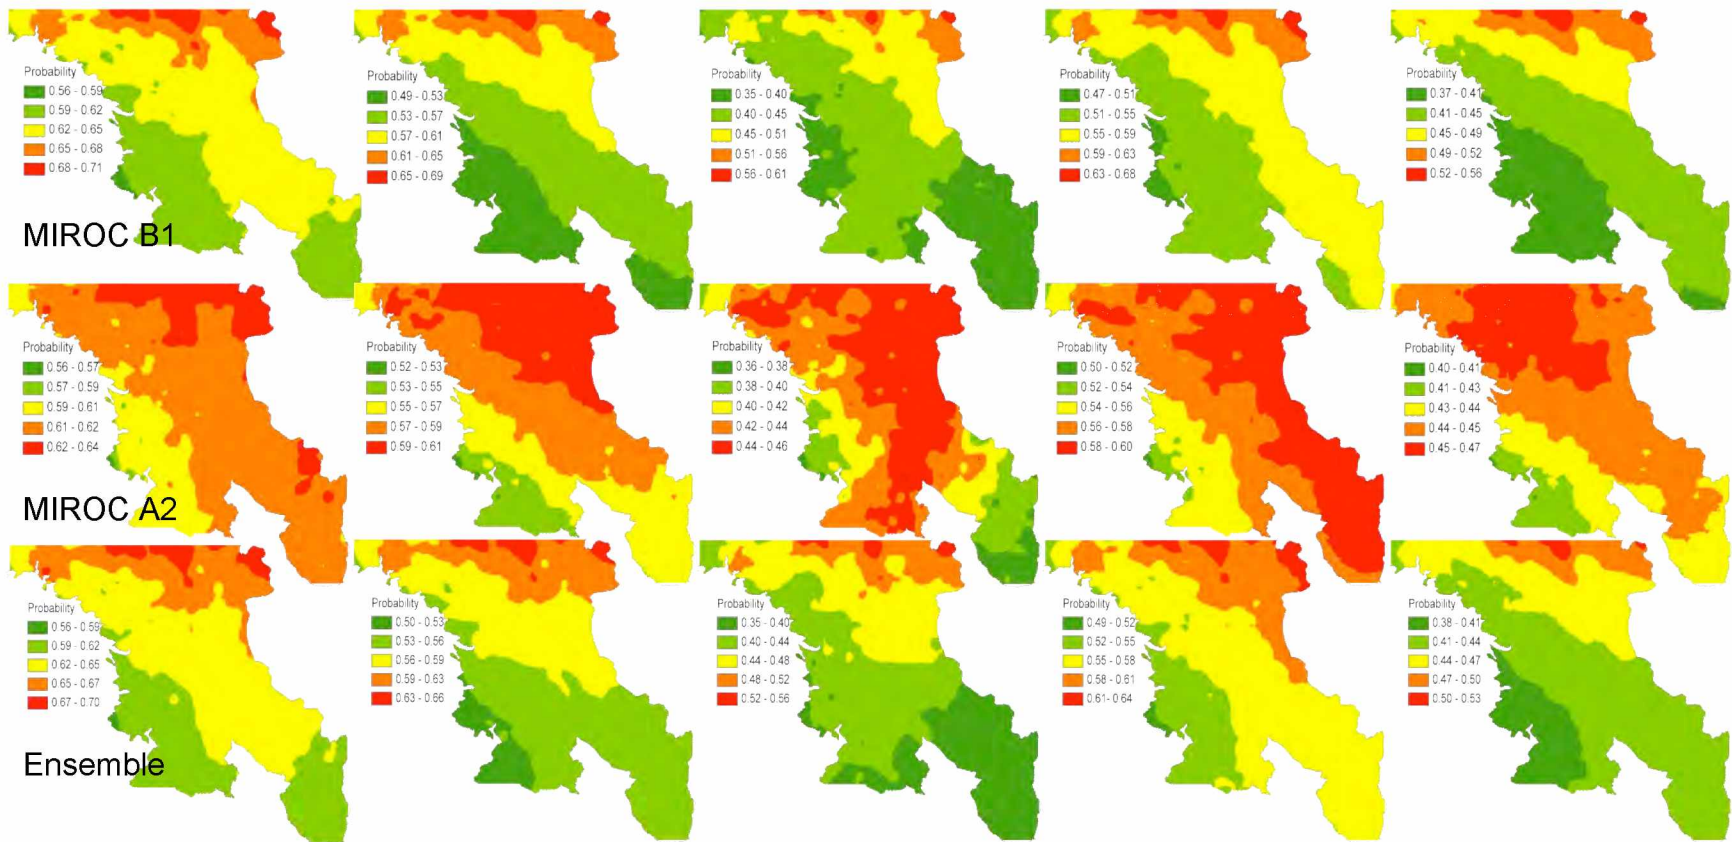 Probability
0.56 - 0.59
0.59 - 0.62
0.62 - 0.65
0.65 - 0.68
0.68 - 0.71
MIROC B1
Probability
0.49 - 0.53
0.53 - 0.57
0.57 - 0.61
0.61 - 0.65
0.65 - 0.69
Probability
0.35 - 0.40
0.40 - 0.45
0.45 - 0.51
0.51 - 0.56
0.56 - 0.61
Probability
0.47 - 0.51
0.51 - 0.55
0.55 - 0.59
0.59 - 0.63
0.63 - 0.68
Probability
0.37 - 0.41
0.41 - 0.45
0.45 - 0.49
0.49 - 0.52
0.52 - 0.56
Probability
0.56 - 0.57
0.57 - 0.59
0.59 - 0.61
0.61 - 0.62
0.62 - 0.64
MIROC A2
Probability
0.52 - 0.53
0.53 - 0.55
0.55 - 0.57
0.57 - 0.59
0.59 - 0.61
Probability
0.36 - 0.38
0.38 - 0.40
0.40 - 0.42
0.42 - 0.44
0.44 - 0.46
Probability
0.50 - 0.52
0.52 - 0.54
0.54 - 0.56
0.56 - 0.58
0.58 - 0.60
Probability
0.40 - 0.41
0.41 - 0.43
0.43 - 0.44
0.44 - 0.45
0.45 - 0.47
Probability
0.56 - 0.59
0.59 - 0.62
0.62 - 0.65
0.65 - 0.67
0.67 - 0.70
Ensemble
Probability
0.50 - 0.53
0.53 - 0.56
0.56 - 0.59
0.59 - 0.63
0.63 - 0.66
Probability
0.35 - 0.40
0.40 - 0.44
0.44 - 0.48
0.48 - 0.52
0.52 - 0.56
Probability
0.49 - 0.52
0.52 - 0.55
0.55 - 0.58
0.58 - 0.61
0.61 - 0.64
Probability
0.38 - 0.41
0.41 - 0.44
0.44 - 0.47
0.47 - 0.50
0.50 - 0.53